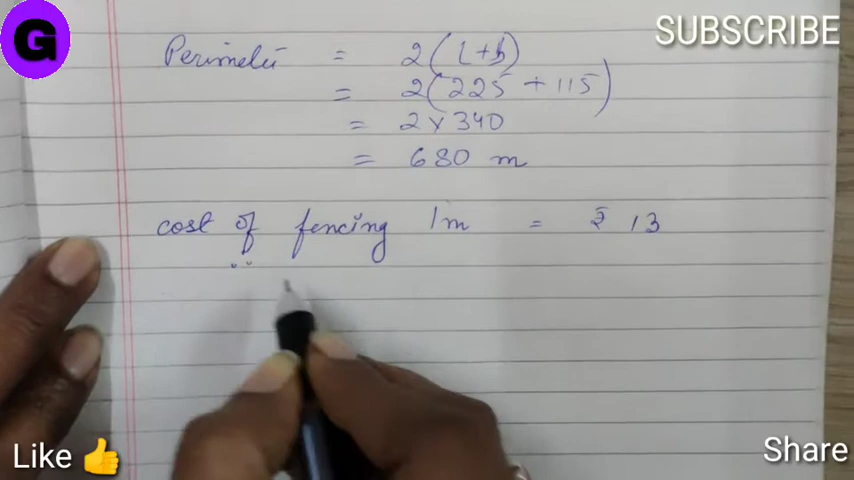 G
SUBSCRIBE
Perimeter = 2(l+b)
= 2(225 + 115)
= 2 x 340
= 680 m
cost of fencing 1m = ₹ 13
" "
Like 👍
Share